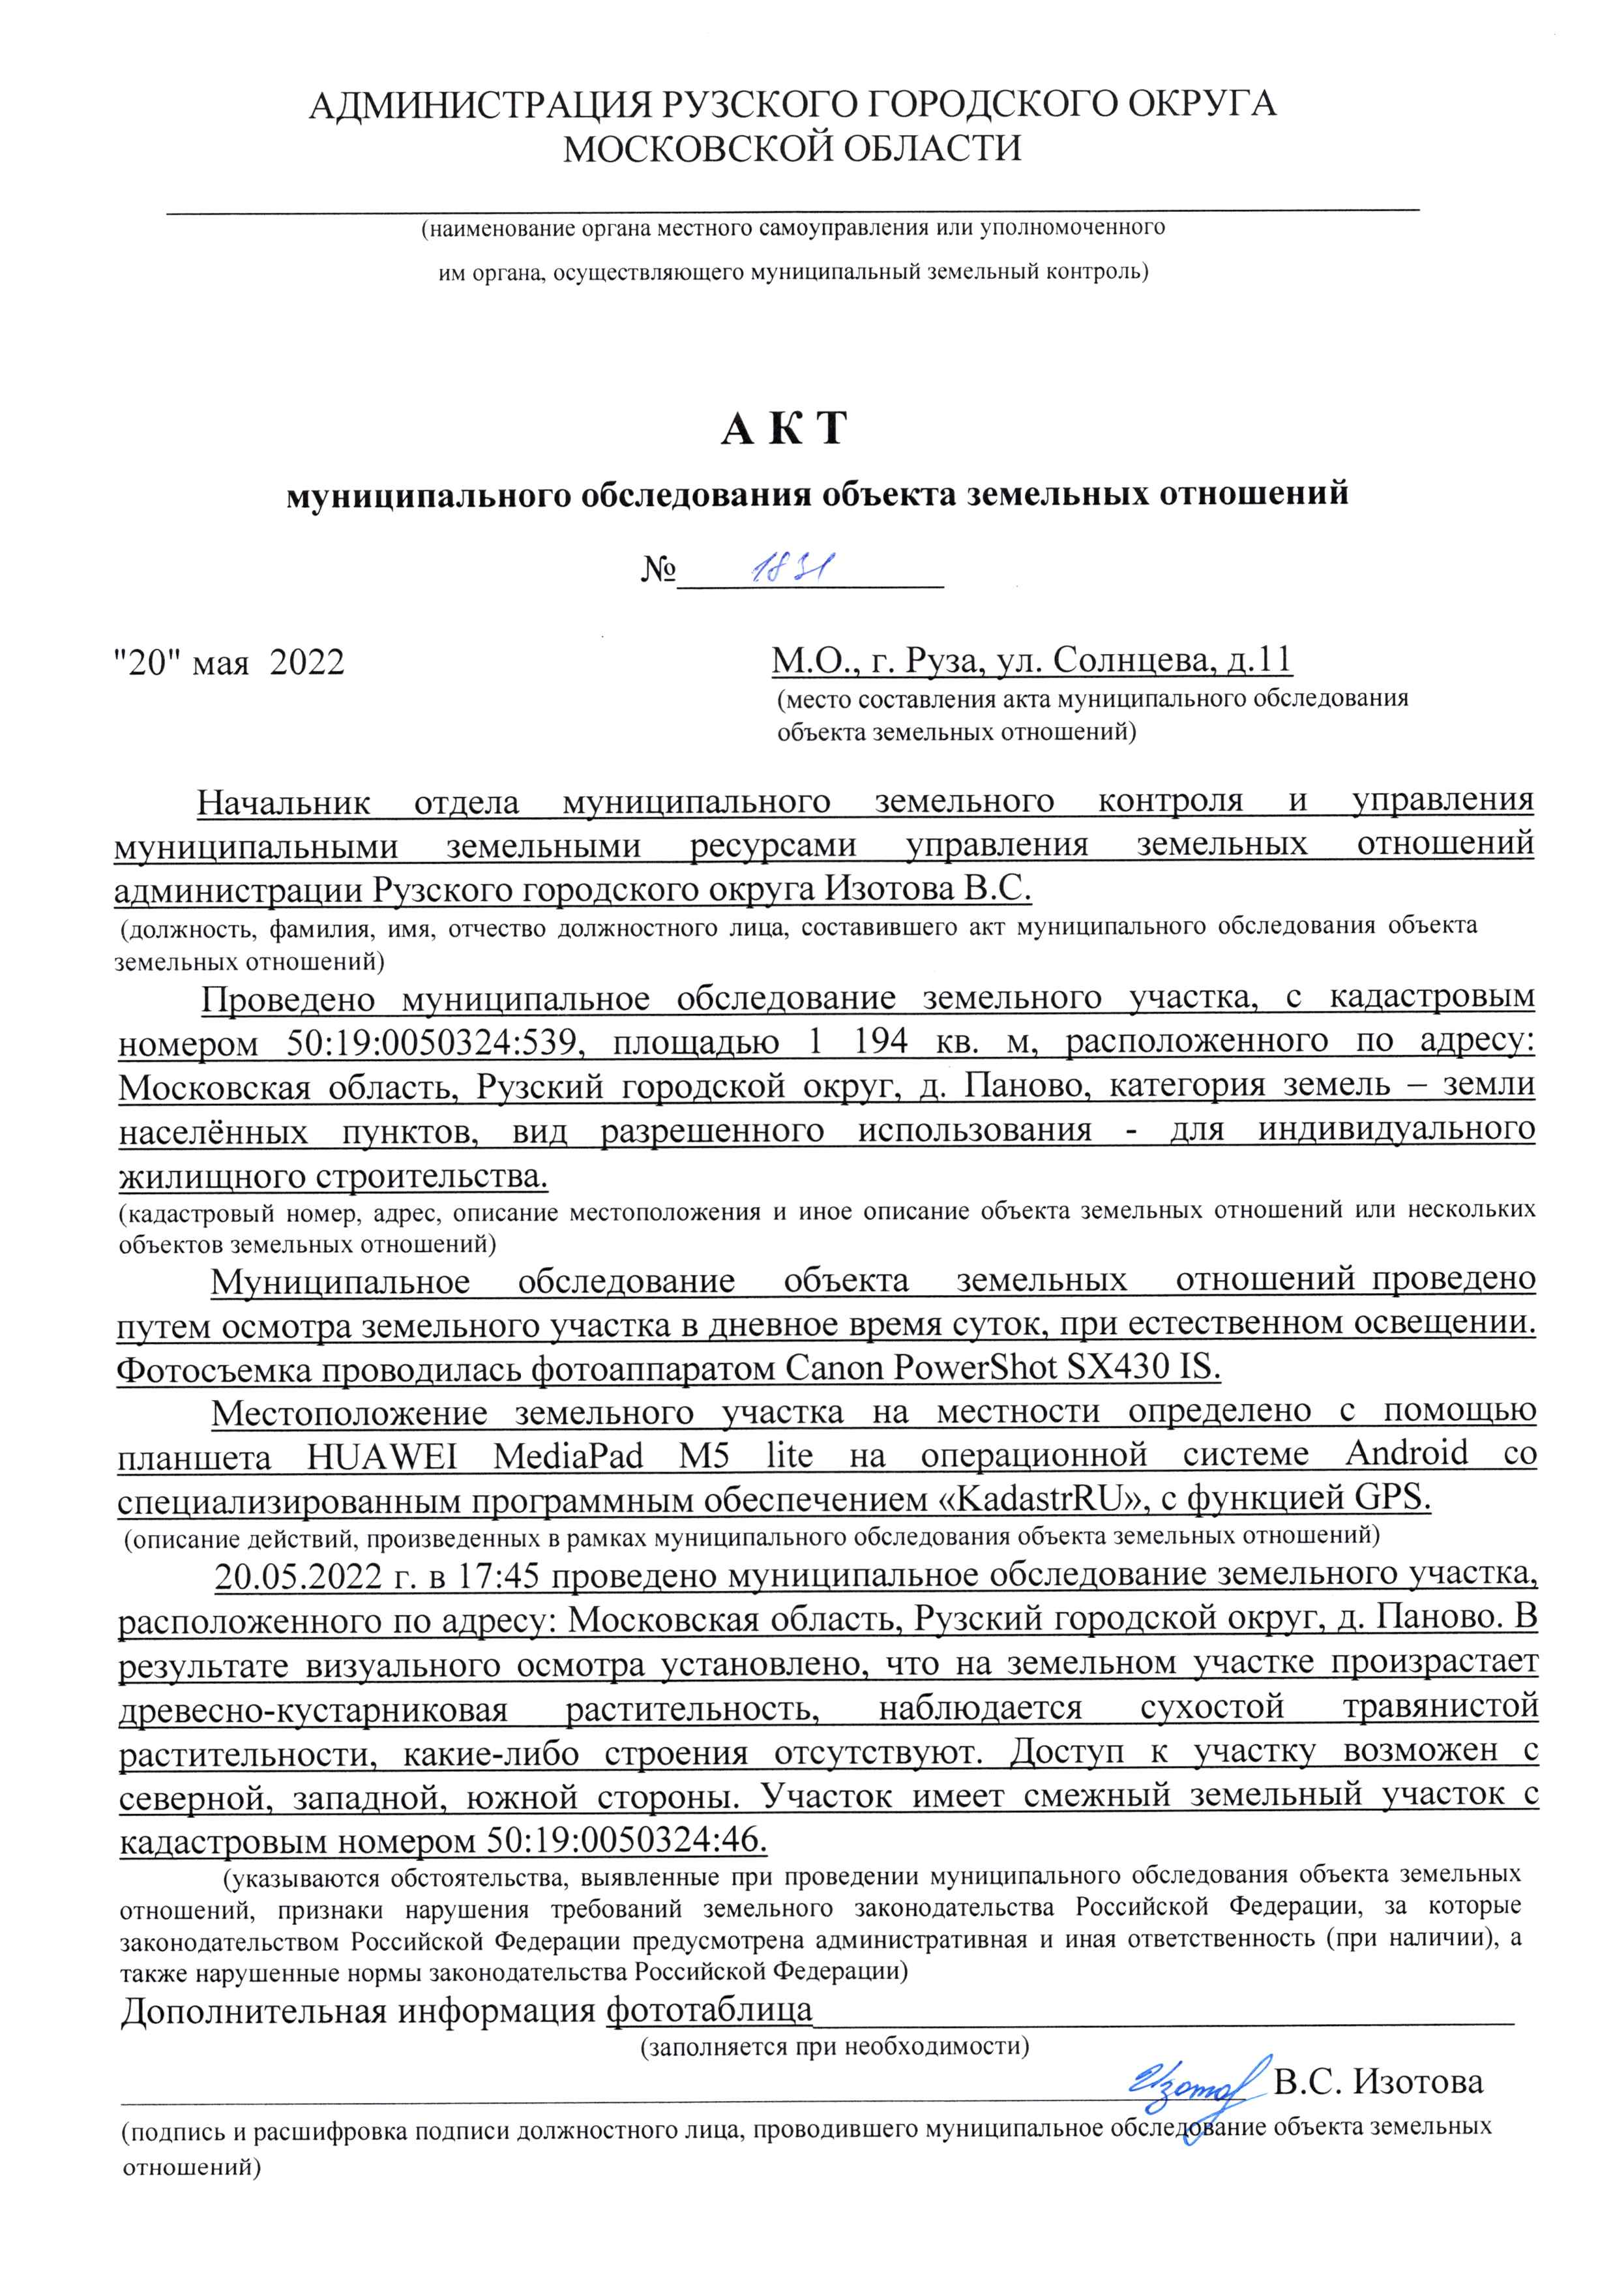 АДМИНИСТРАЦИЯ РУЗСКОГО ГОРОДСКОГО ОКРУГА
МОСКОВСКОЙ ОБЛАСТИ
(наименование органа местного самоуправления или уполномоченного
им органа, осуществляющего муниципальный земельный контроль)
А К Т
муниципального обследования объекта земельных отношений
№ 1831
"20" мая 2022
М.О., г. Руза, ул. Солнцева, д.11
(место составления акта муниципального обследования
объекта земельных отношений)
Начальник отдела муниципального земельного контроля и управления
муниципальными земельными ресурсами управления земельных отношений
администрации Рузского городского округа Изотова В.С.
(должность, фамилия, имя, отчество должностного лица, составившего акт муниципального обследования объекта
земельных отношений)
Проведено муниципальное обследование земельного участка, с кадастровым
номером 50:19:0050324:539, площадью 1 194 кв. м, расположенного по адресу:
Московская область, Рузский городской округ, д. Паново, категория земель – земли
населённых пунктов, вид разрешенного использования - для индивидуального
жилищного строительства.
(кадастровый номер, адрес, описание местоположения и иное описание объекта земельных отношений или нескольких
объектов земельных отношений)
Муниципальное обследование объекта земельных отношений проведено
путем осмотра земельного участка в дневное время суток, при естественном освещении.
Фотосъемка проводилась фотоаппаратом Canon PowerShot SX430 IS.
Местоположение земельного участка на местности определено с помощью
планшета HUAWEI MediaPad M5 lite на операционной системе Android со
специализированным программным обеспечением «KadastrRU», с функцией GPS.
(описание действий, произведенных в рамках муниципального обследования объекта земельных отношений)
20.05.2022 г. в 17:45 проведено муниципальное обследование земельного участка,
расположенного по адресу: Московская область, Рузский городской округ, д. Паново. В
результате визуального осмотра установлено, что на земельном участке произрастает
древесно-кустарниковая растительность, наблюдается сухостой травянистой
растительности, какие-либо строения отсутствуют. Доступ к участку возможен с
северной, западной, южной стороны. Участок имеет смежный земельный участок с
кадастровым номером 50:19:0050324:46.
(указываются обстоятельства, выявленные при проведении муниципального обследования объекта земельных
отношений, признаки нарушения требований земельного законодательства Российской Федерации, за которые
законодательством Российской Федерации предусмотрена административная и иная ответственность (при наличии), а
также нарушенные нормы законодательства Российской Федерации)
Дополнительная информация фототаблица
(заполняется при необходимости)
Изотов В.С. Изотова
(подпись и расшифровка подписи должностного лица, проводившего муниципальное обследование объекта земельных
отношений)